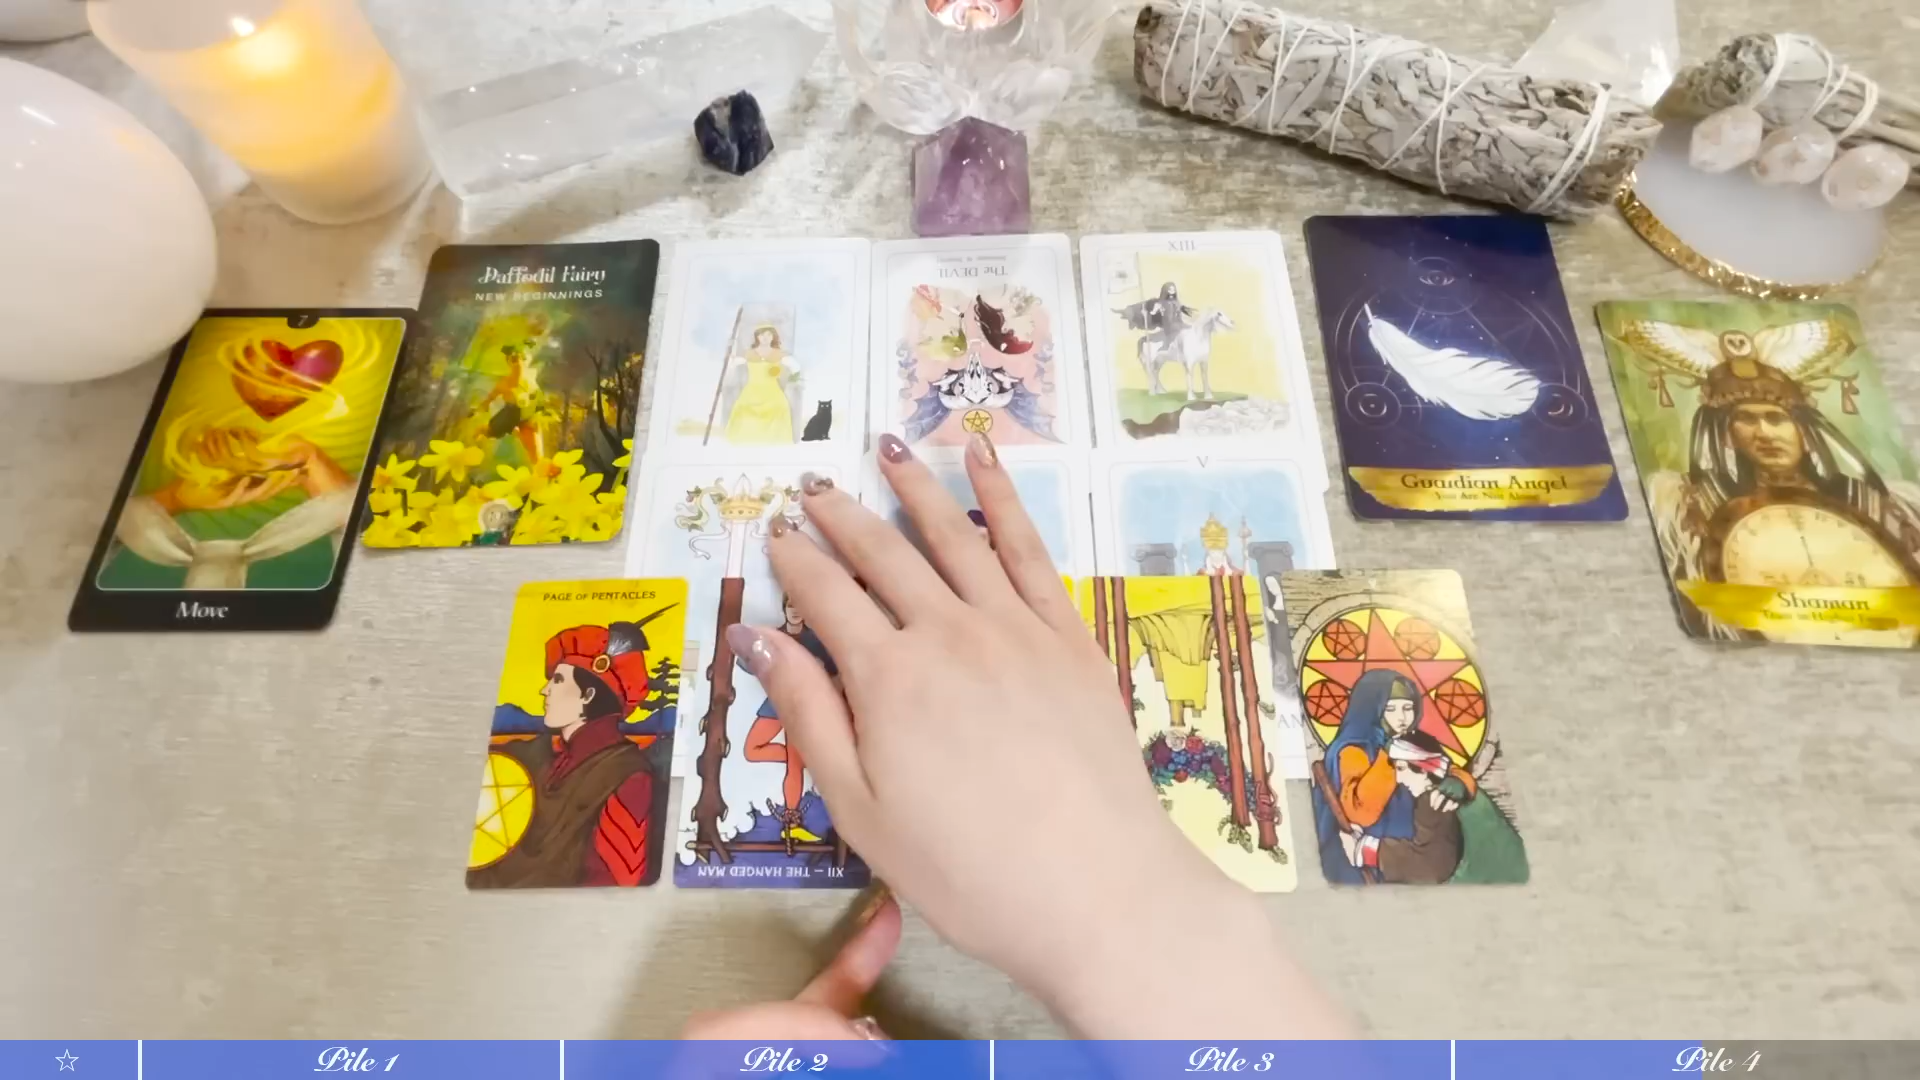 7
Move
Daffodil Fairy
NEW BEGINNINGS
The DEVIL
XIII
V
Guardian Angel
You Are Not Alone
Shaman
PAGE OF PENTACLES
XII — THE HANGED MAN
☆
Pile 1
Pile 2
Pile 3
Pile 4